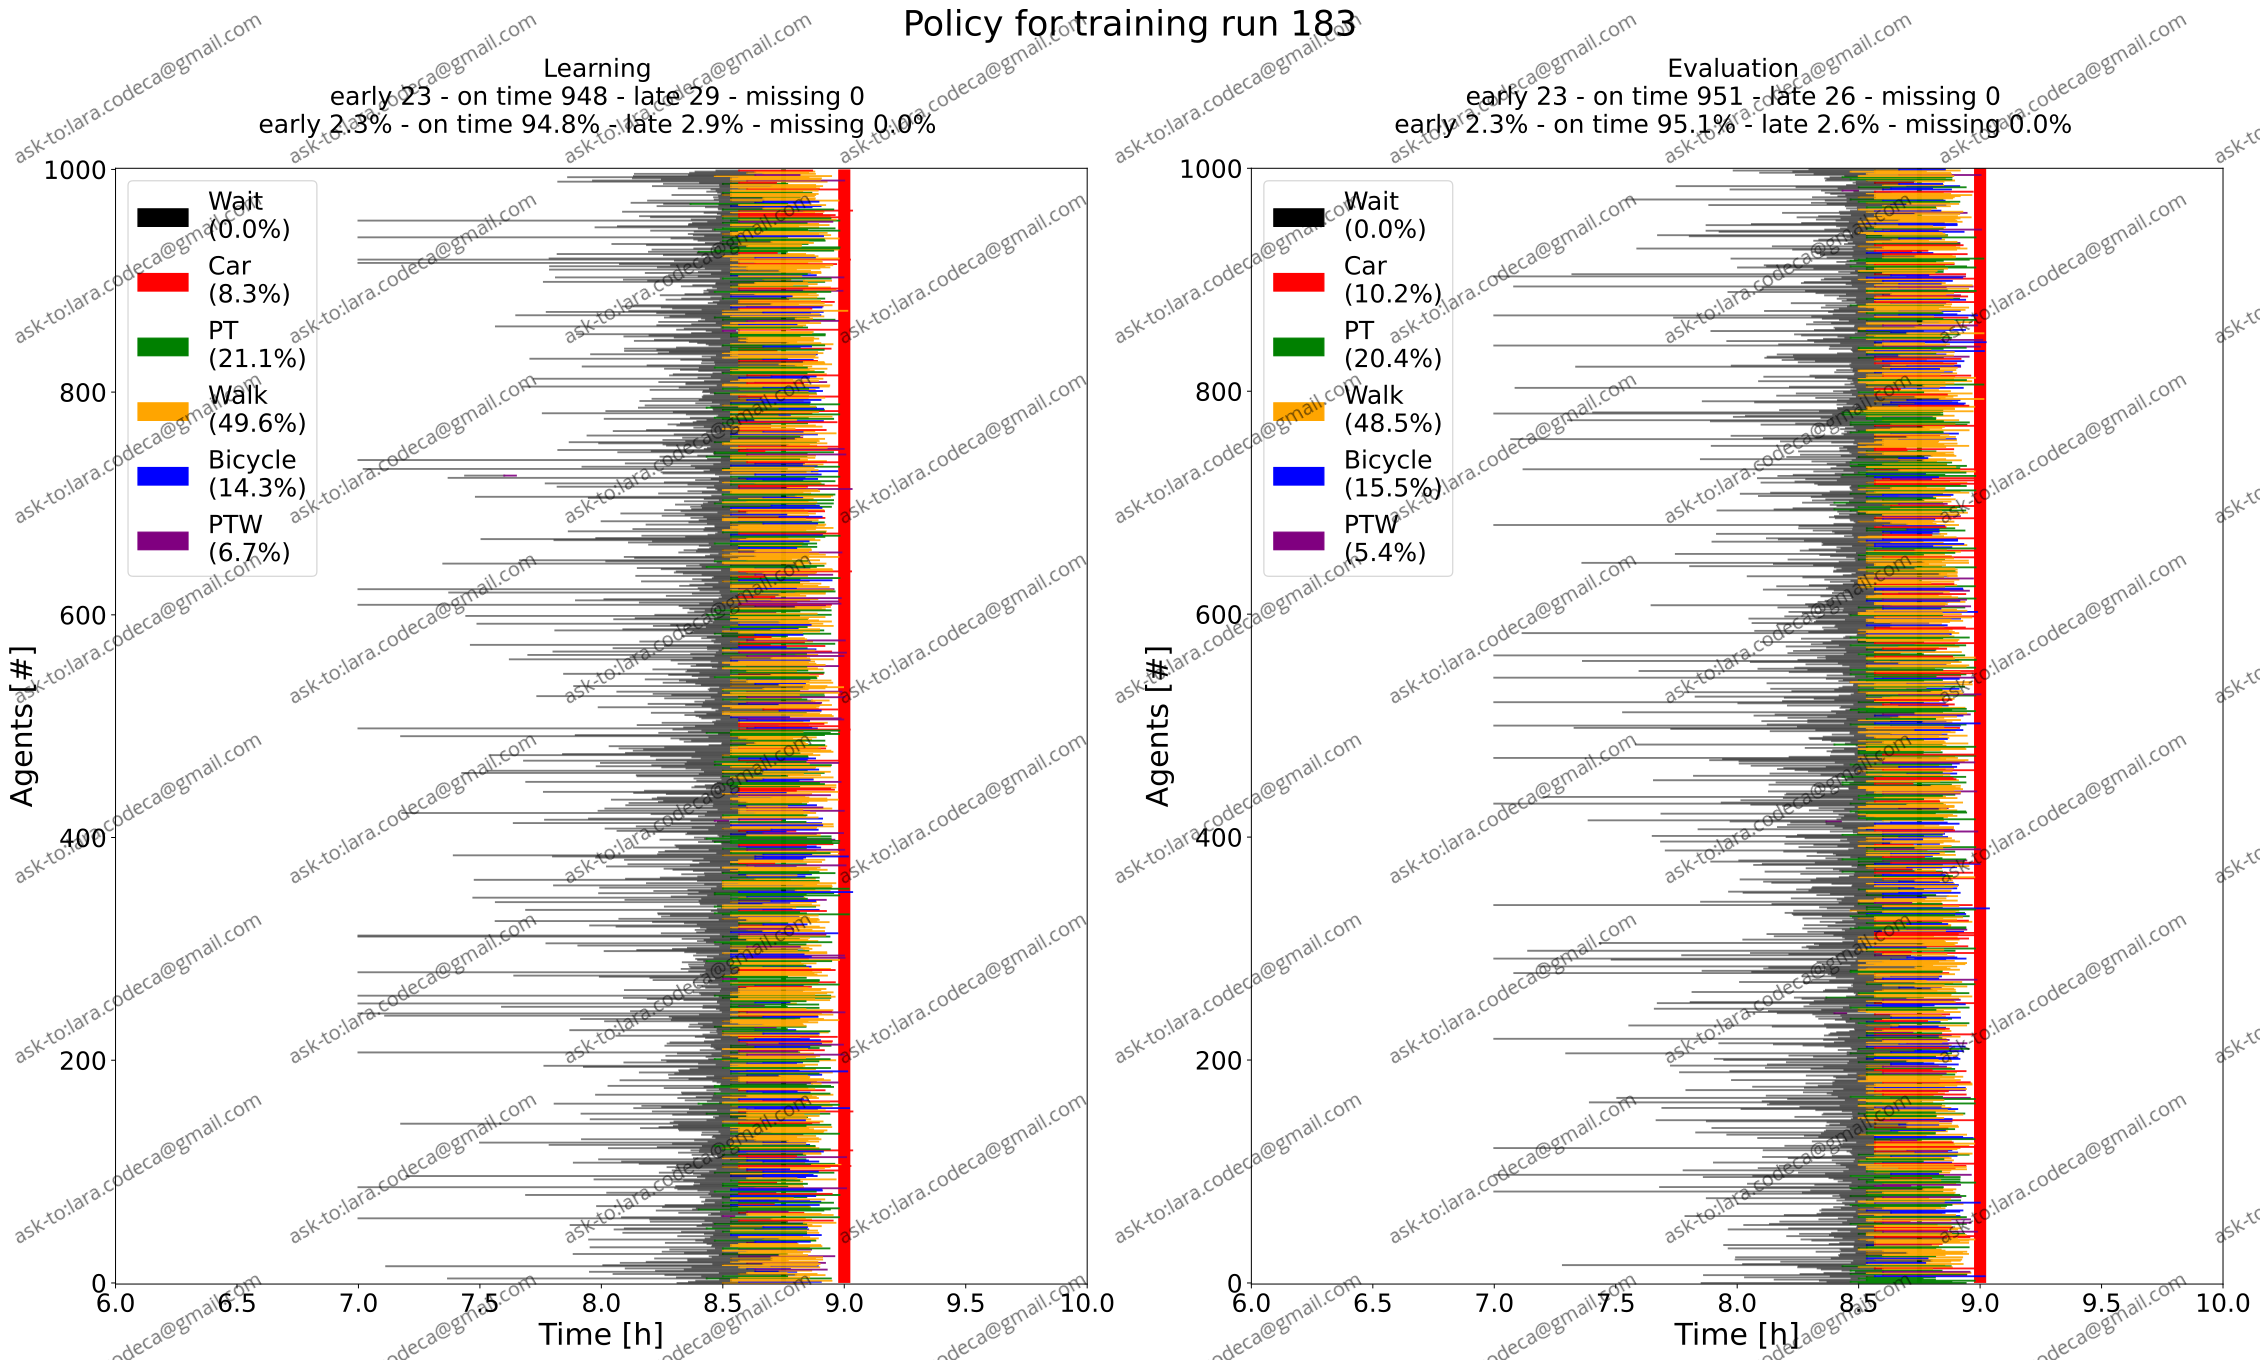 Policy for training run 183
Learning
early 23 - on time 948 - late 29 - missing 0
early 2.3% - on time 94.8% - late 2.9% - missing 0.0%
1000
800
600
400
200
0
Agents [#]
Wait
(0.0%)
Car
(8.3%)
PT
(21.1%)
Walk
(49.6%)
Bicycle
(14.3%)
PTW
(6.7%)
6.0 6.5 7.0 7.5 8.0 8.5 9.0 9.5 10.0
Time [h]
Evaluation
early 23 - on time 951 - late 26 - missing 0
early 2.3% - on time 95.1% - late 2.6% - missing 0.0%
1000
800
600
400
200
0
Agents [#]
Wait
(0.0%)
Car
(10.2%)
PT
(20.4%)
Walk
(48.5%)
Bicycle
(15.5%)
PTW
(5.4%)
6.0 6.5 7.0 7.5 8.0 8.5 9.0 9.5 10.0
Time [h]
ask-to:lara.codeca@gmail.com